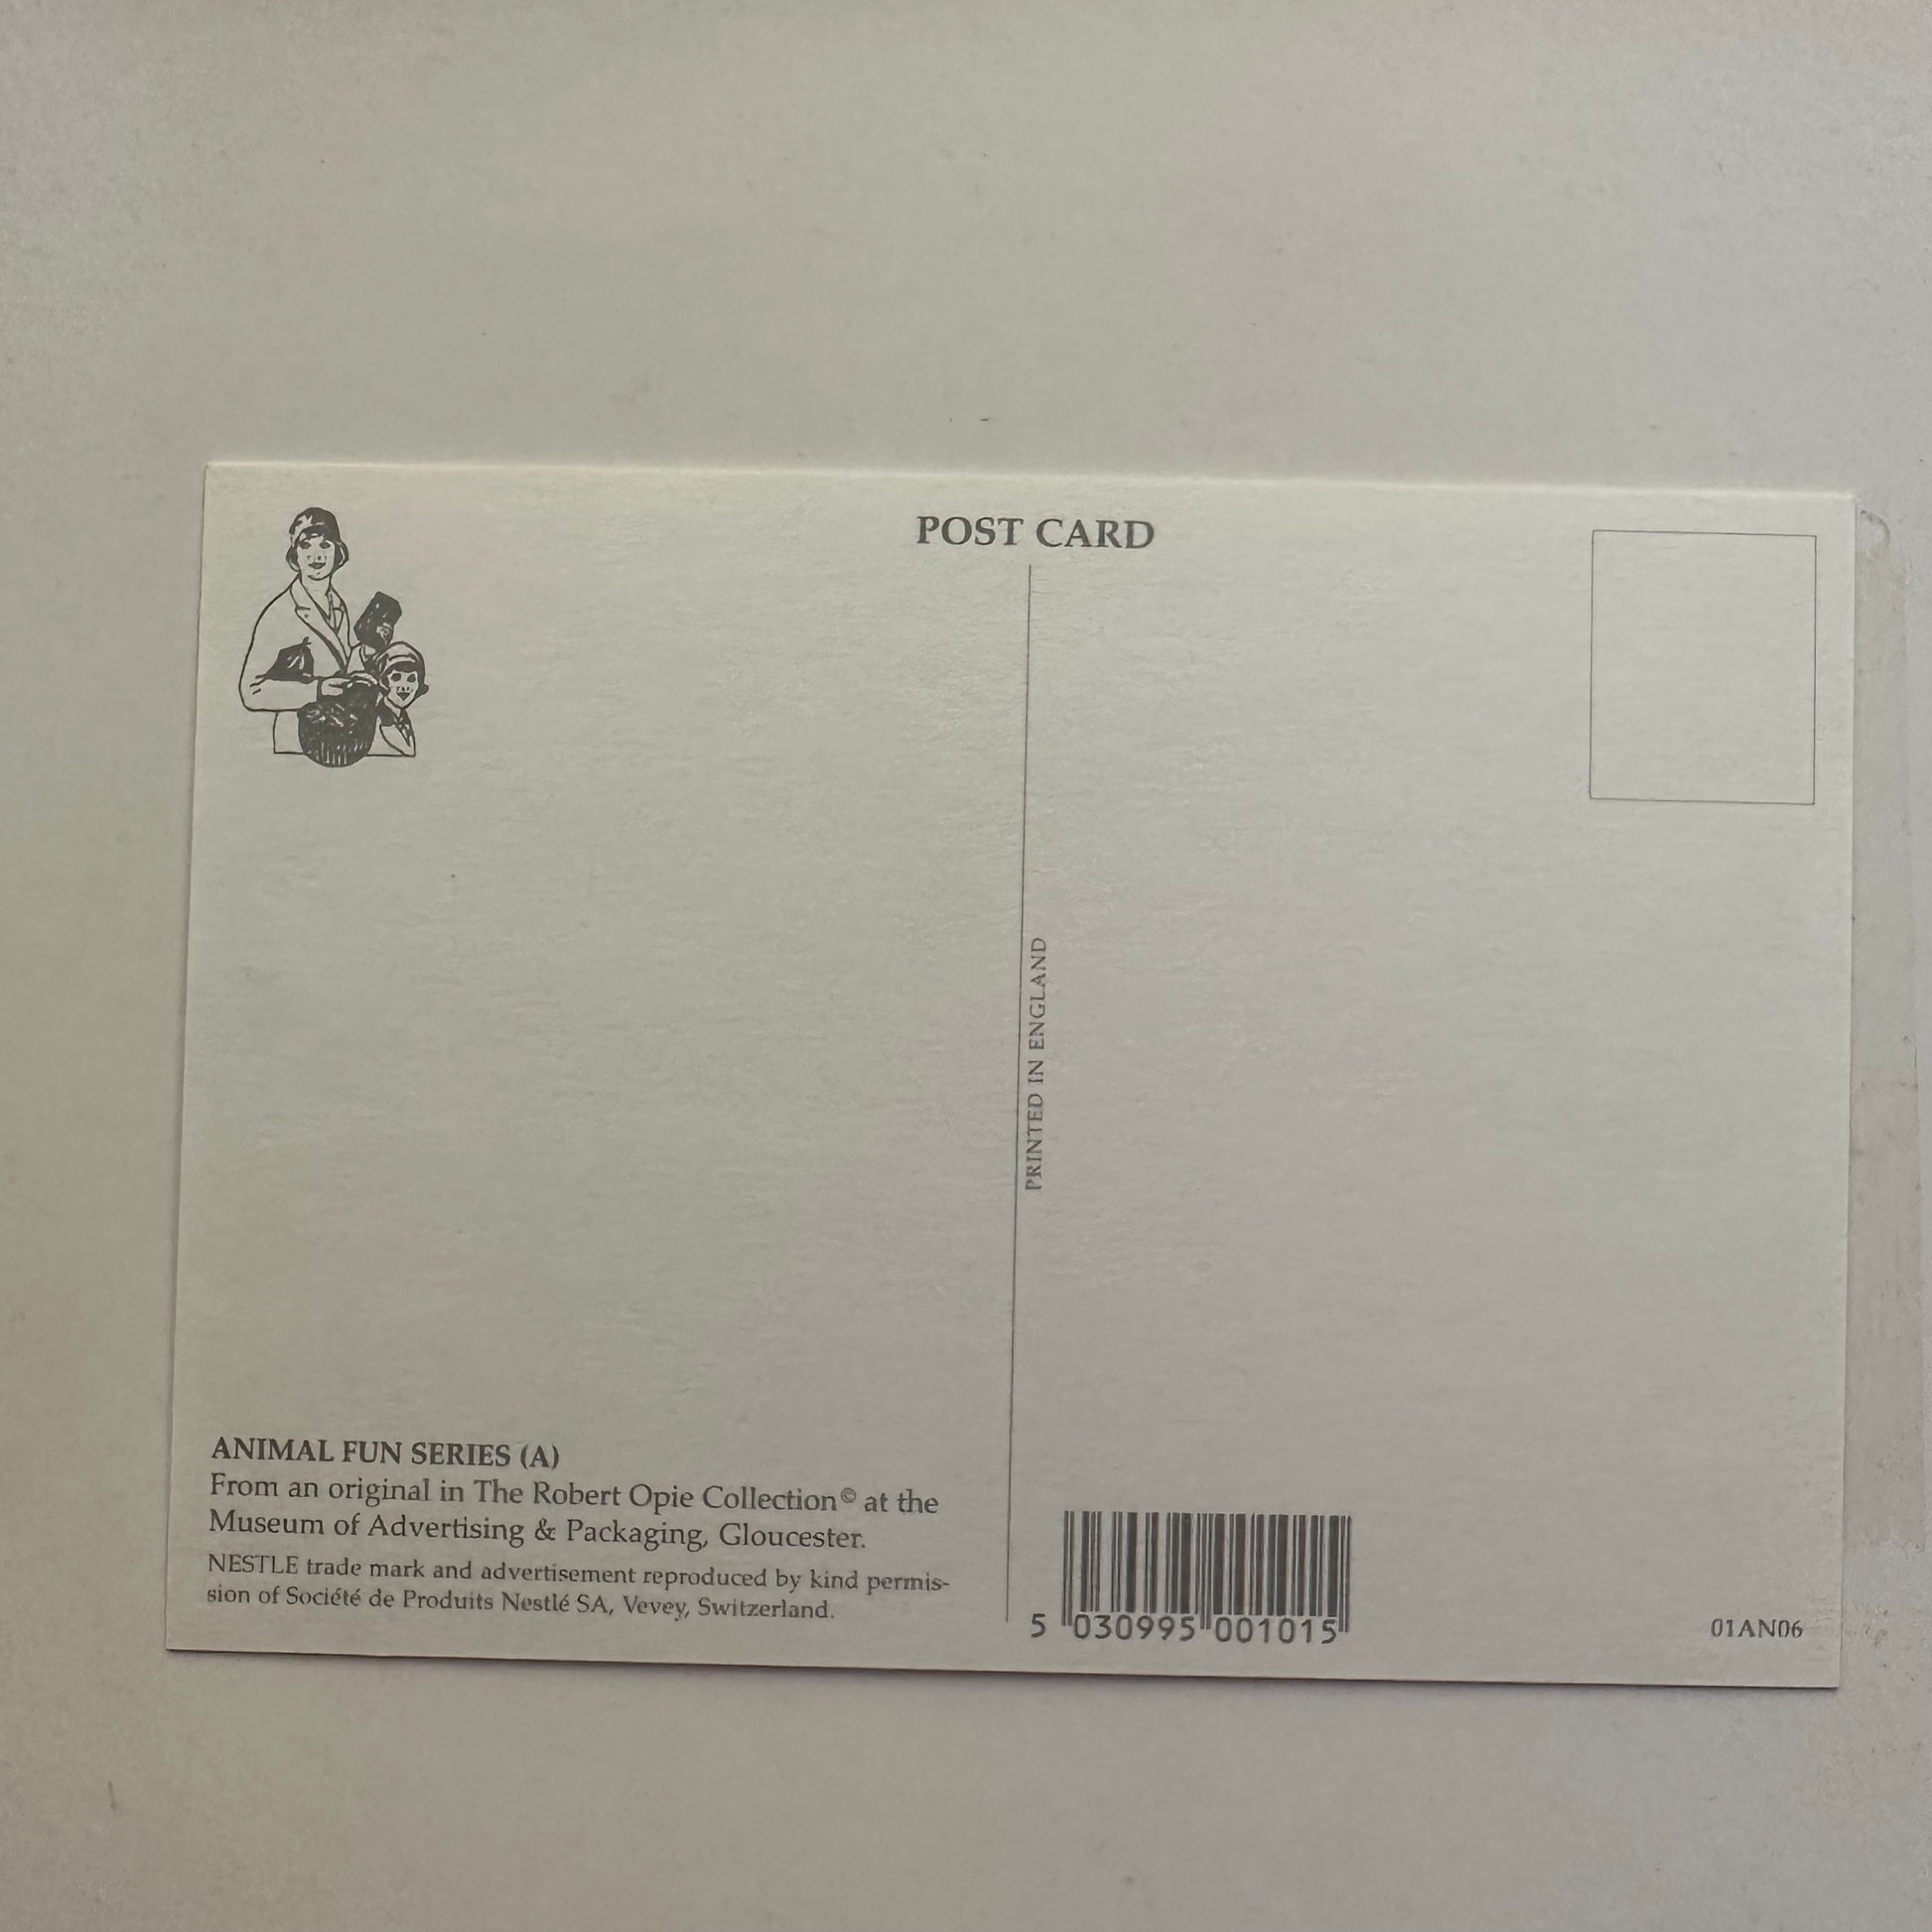 POST CARD
PRINTED IN ENGLAND
ANIMAL FUN SERIES (A)
From an original in The Robert Opie Collection© at the
Museum of Advertising & Packaging, Gloucester.
NESTLE trade mark and advertisement reproduced by kind permis-
sion of Société de Produits Nestlé SA, Vevey, Switzerland.
5 030995 001015
01AN06